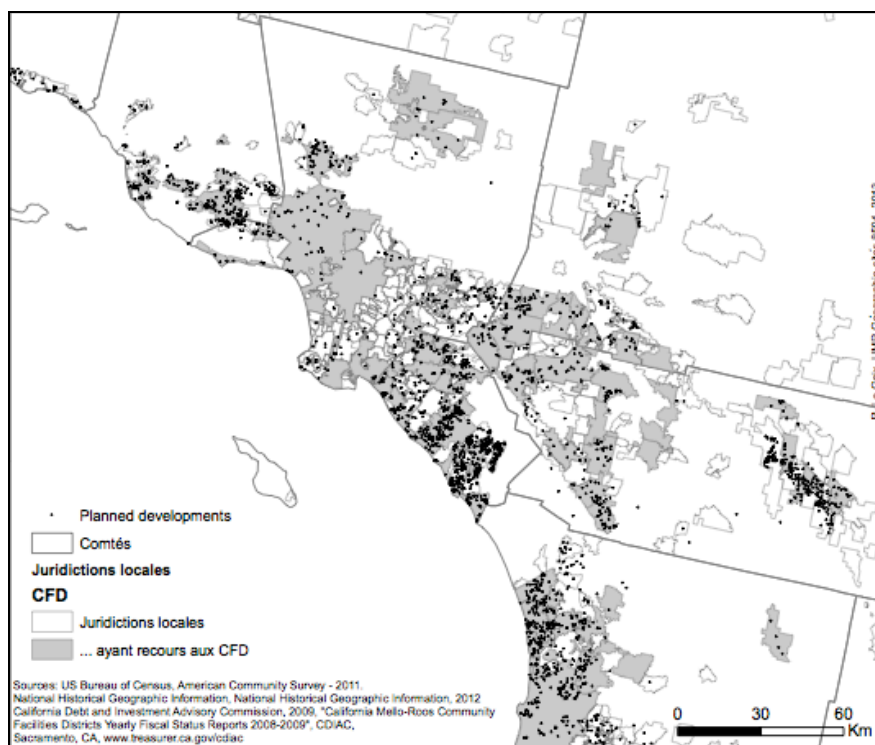 Planned developments
Comtés
Juridictions locales
CFD
Juridictions locales
... ayant recours aux CFD
Sources: US Bureau of Census, American Community Survey - 2011.
National Historical Geographic Information, National Historical Geographic Information, 2012
California Debt and Investment Advisory Commission, 2009, "California Mello-Roos Community
Facilities Districts Yearly Fiscal Status Reports 2008-2009", CDIAC,
Sacramento, CA, www.treasurer.ca.gov/cdiac
0 30 60
Km